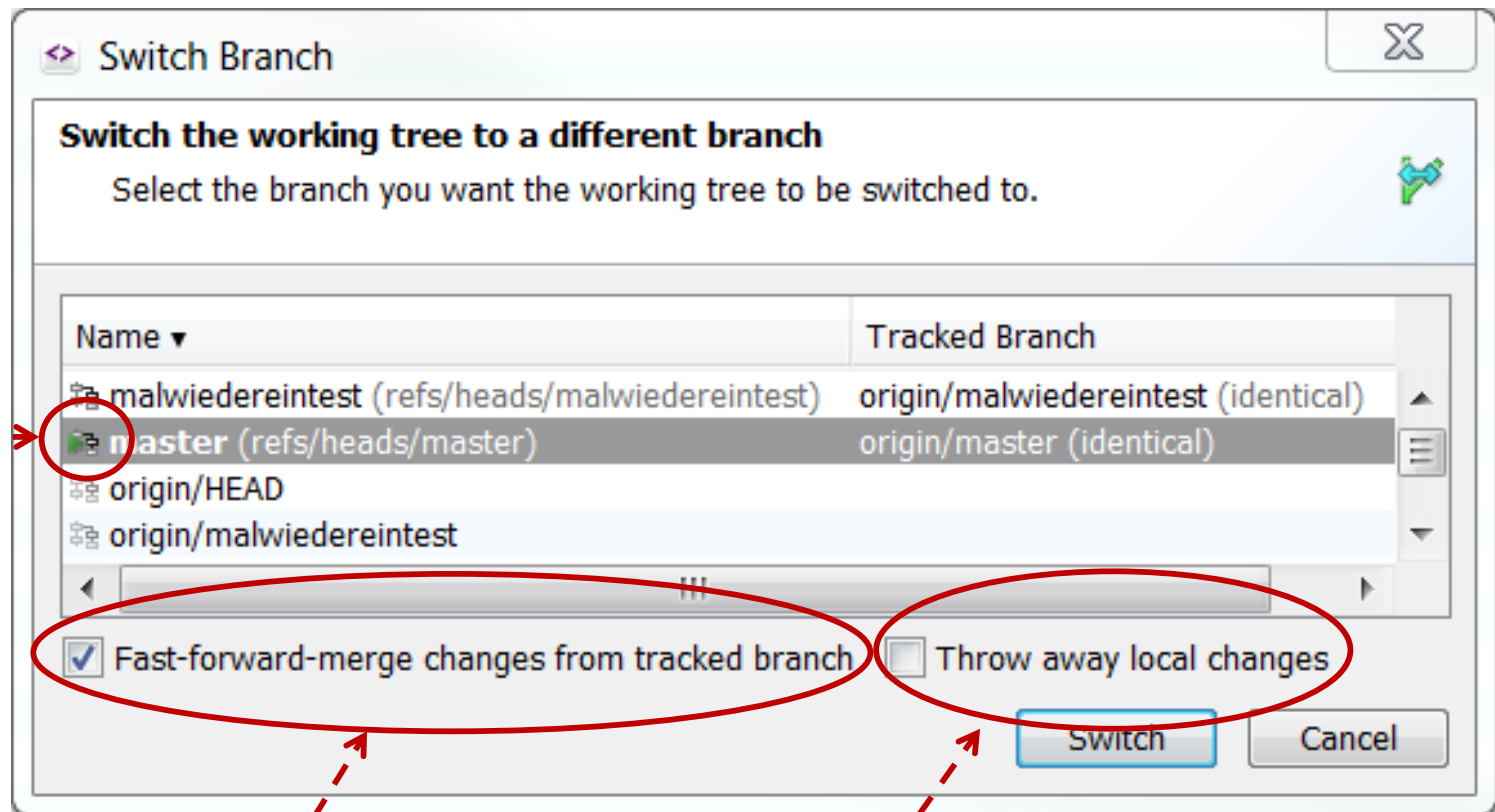 Switch Branch
Switch the working tree to a different branch
Select the branch you want the working tree to be switched to.
Name ▾ Tracked Branch
malwiedereintest (refs/heads/malwiedereintest) origin/malwiedereintest (identical)
master (refs/heads/master) origin/master (identical)
origin/HEAD
origin/malwiedereintest
Fast-forward-merge changes from tracked branch Throw away local changes
Switch Cancel